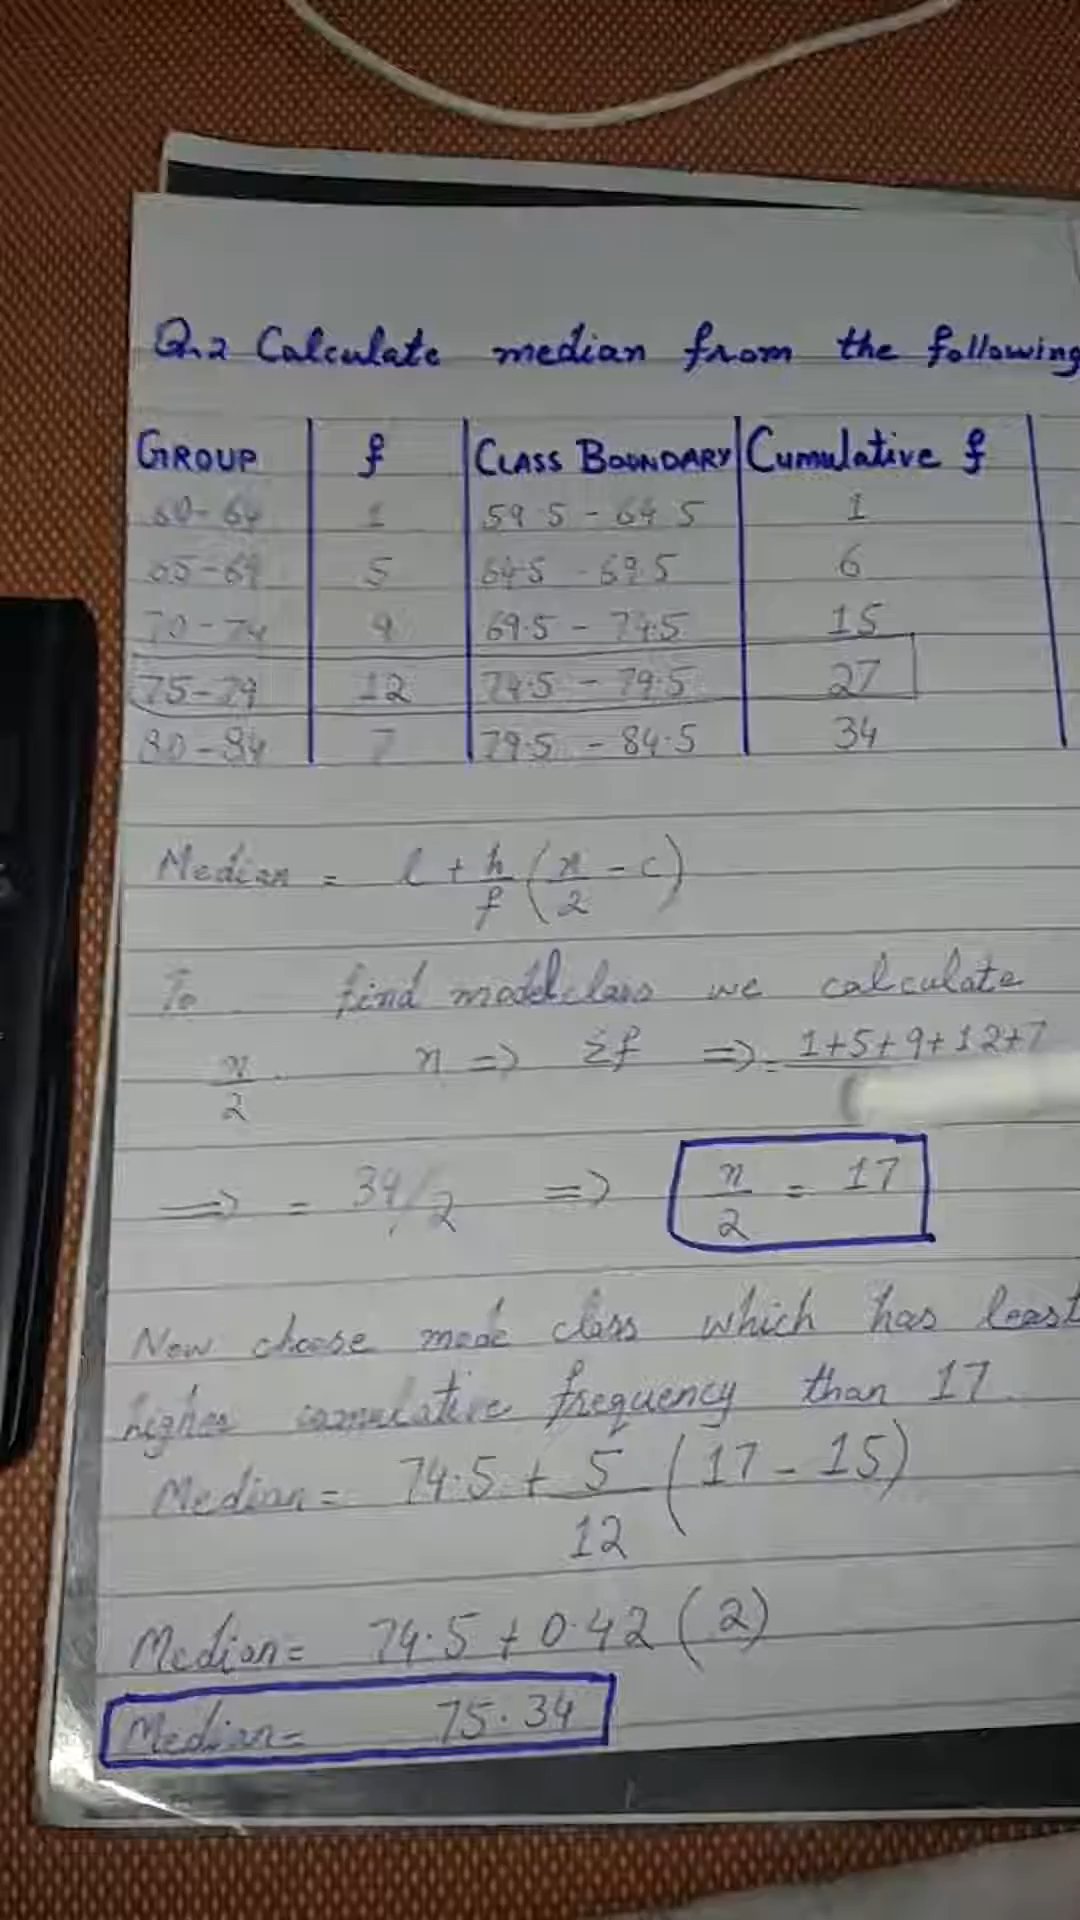 Q.2 Calculate median from the following
GROUP f CLASS BOUNDARY Cumulative f
60-64 1 59.5 - 64.5 1
65-69 5 64.5 - 69.5 6
70-74 9 69.5 - 74.5 15
75-79 12 74.5 - 79.5 27
80-84 7 79.5 - 84.5 34
Median = l + h/f (n/2 - c)
To find model class we calculate
n/2 n => Σf => = 1+5+9+12+7
=> = 34/2 => n/2 = 17
Now choose mode class which has least
higher cumulative frequency than 17.
Median = 74.5 + 5/12 (17 - 15)
Median = 74.5 + 0.42 (2)
Median = 75.34